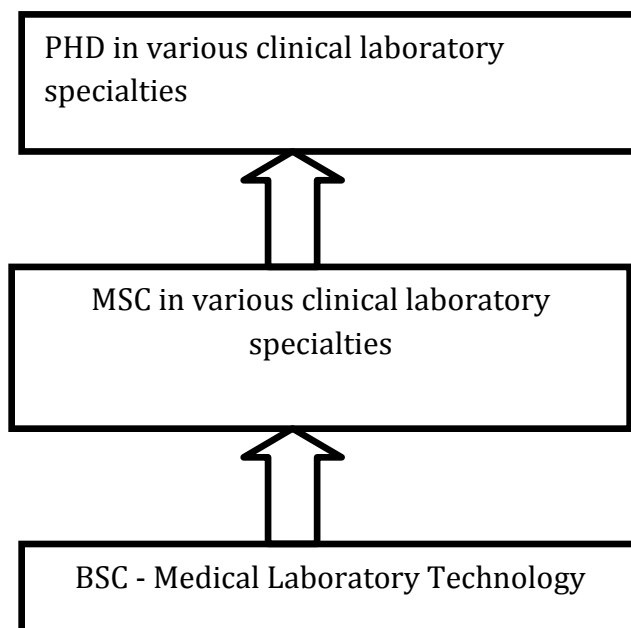 PHD in various clinical laboratory
specialties
MSC in various clinical laboratory
specialties
BSC - Medical Laboratory Technology